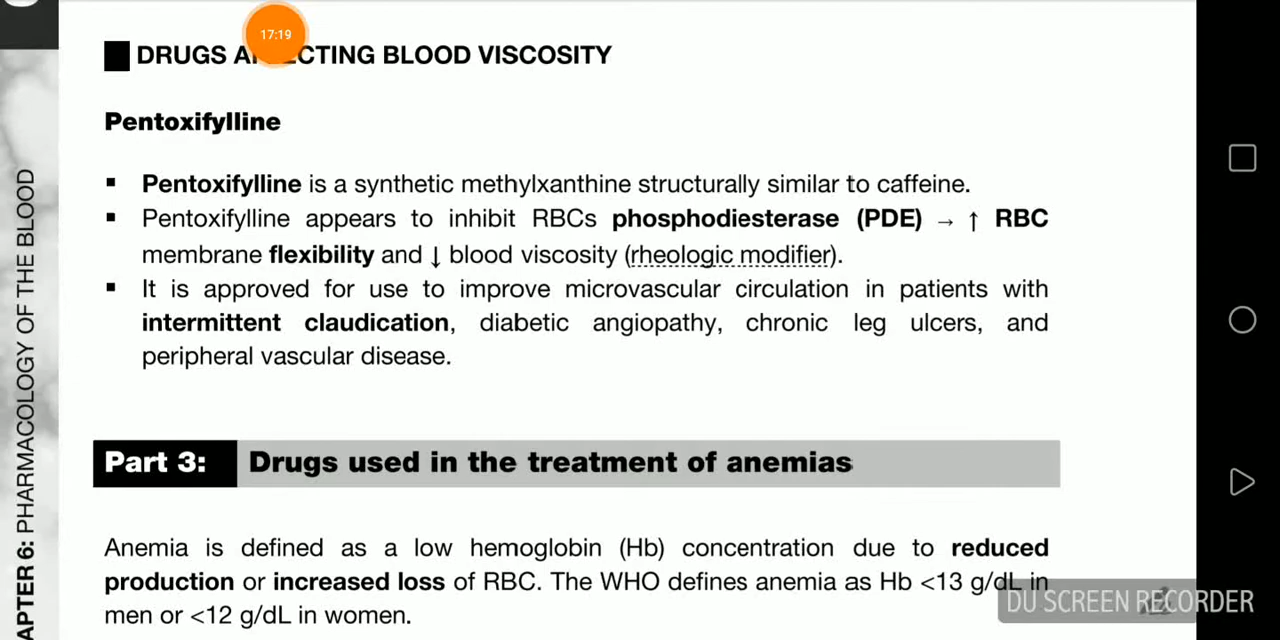 17:19
DRUGS A CTING BLOOD VISCOSITY
Pentoxifylline
▪ Pentoxifylline is a synthetic methylxanthine structurally similar to caffeine.
▪ Pentoxifylline appears to inhibit RBCs phosphodiesterase (PDE) → ↑ RBC
membrane flexibility and ↓ blood viscosity (rheologic modifier).
▪ It is approved for use to improve microvascular circulation in patients with
intermittent claudication, diabetic angiopathy, chronic leg ulcers, and
peripheral vascular disease.
Part 3: Drugs used in the treatment of anemias
Anemia is defined as a low hemoglobin (Hb) concentration due to reduced
production or increased loss of RBC. The WHO defines anemia as Hb <13 g/dL in
men or <12 g/dL in women.
APTER 6: PHARMACOLOGY OF THE BLOOD
DU SCREEN RECORDER